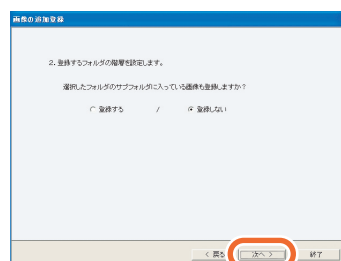 画像の追加登録
2. 登録するフォルダの階層を設定します。
選択したフォルダのサブフォルダに入っている画像も登録しますか？
登録する / 登録しない
< 戻る 次へ > 終了